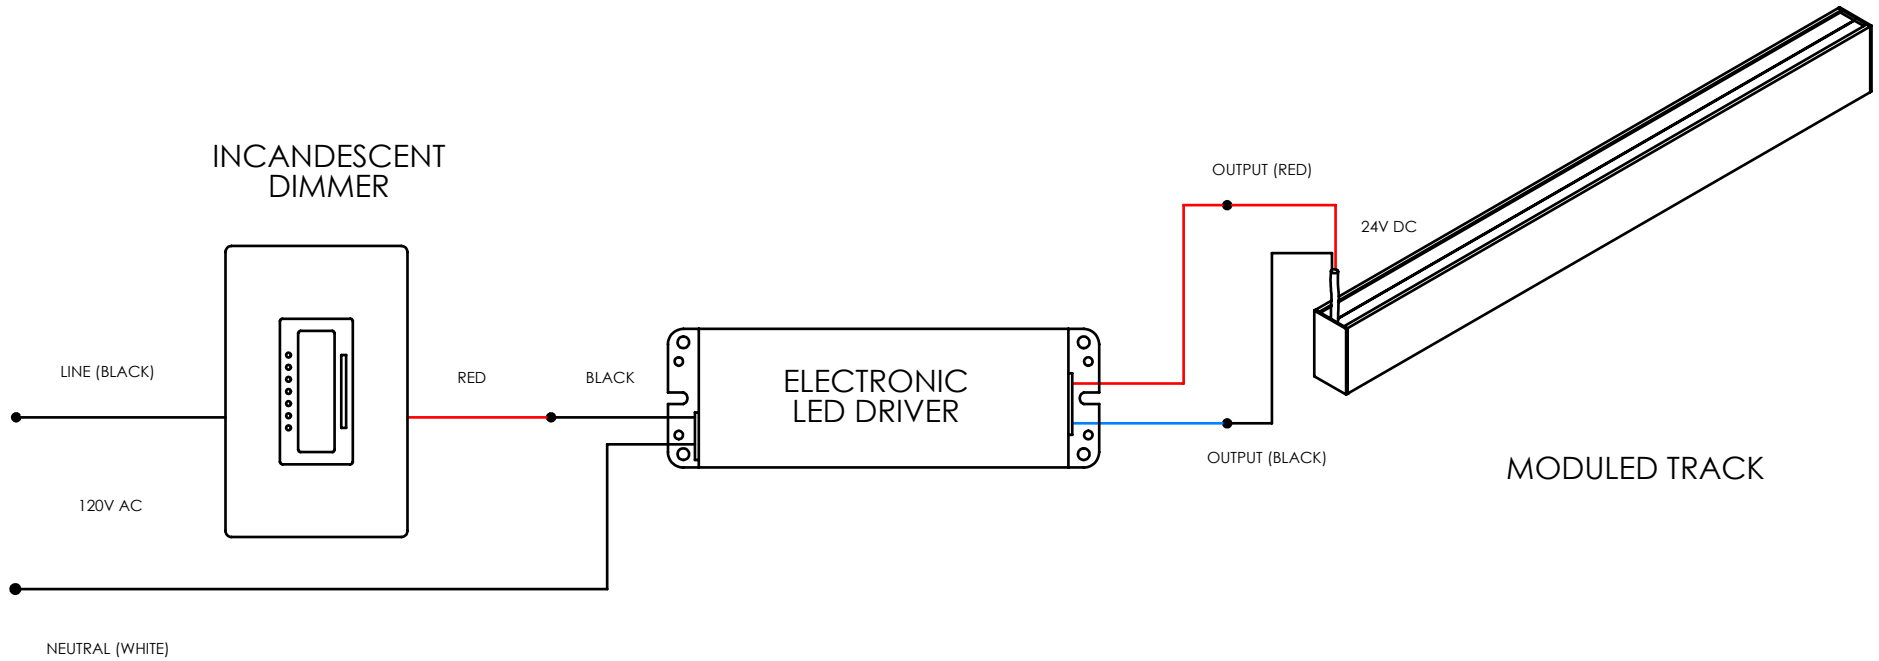 INCANDESCENT
DIMMER
OUTPUT (RED)
24V DC
LINE (BLACK)
RED
BLACK
ELECTRONIC
LED DRIVER
OUTPUT (BLACK)
MODULED TRACK
120V AC
NEUTRAL (WHITE)